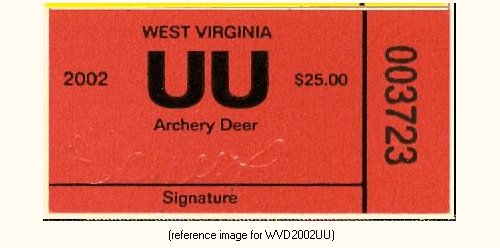 WEST VIRGINIA
2002 UU $25.00
Archery Deer
Signature
003723
(reference image for WVD2002UU)